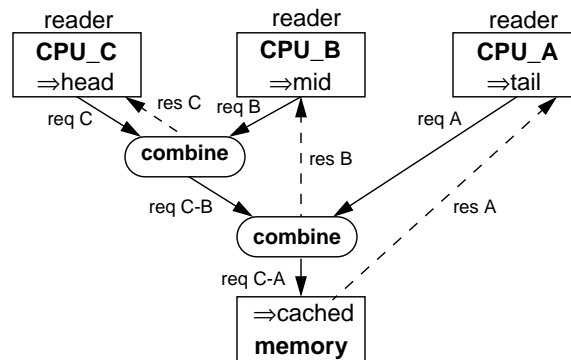 reader reader reader
CPU_C CPU_B CPU_A
⇒head ⇒mid ⇒tail
req C res C req B req A
combine
res B
req C-B res A
combine
req C-A
⇒cached
memory